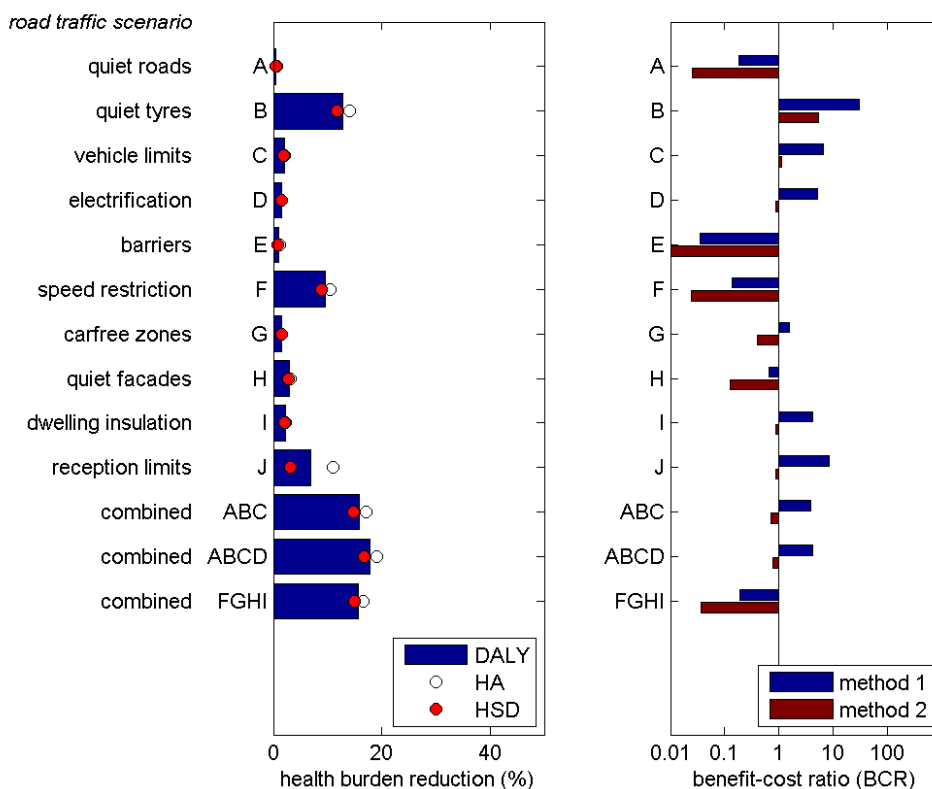 road traffic scenario
quiet roads A
quiet tyres B
vehicle limits C
electrification D
barriers E
speed restriction F
carfree zones G
quiet facades H
dwelling insulation I
reception limits J
combined ABC
combined ABCD
combined FGHI
DALY
HA
HSD
0 20 40
health burden reduction (%)
A
B
C
D
E
F
G
H
I
J
ABC
ABCD
FGHI
method 1
method 2
0.01 0.1 1 10 100
benefit-cost ratio (BCR)